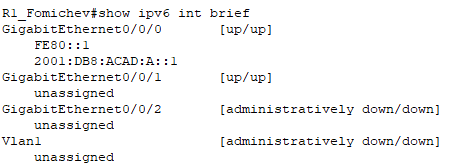 R1_Fomichev#show ipv6 int brief
GigabitEthernet0/0/0 [up/up]
FE80::1
2001:DB8:ACAD:A::1
GigabitEthernet0/0/1 [up/up]
unassigned
GigabitEthernet0/0/2 [administratively down/down]
unassigned
Vlan1 [administratively down/down]
unassigned